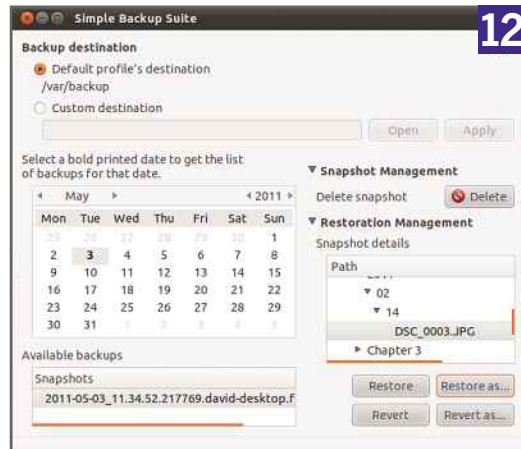 Simple Backup Suite
12
Backup destination
Default profile's destination
/var/backup
Custom destination
Open Apply
Select a bold printed date to get the list
of backups for that date.
May 2011
Mon Tue Wed Thu Fri Sat Sun
25 26 27 28 29 30 1
2 3 4 5 6 7 8
9 10 11 12 13 14 15
16 17 18 19 20 21 22
23 24 25 26 27 28 29
30 31 1 2 3 4 5
Available backups
Snapshots
2011-05-03_11.34.52.217769.david-desktop.f
Snapshot Management
Delete snapshot Delete
Restoration Management
Snapshot details
Path
02
14
DSC_0003.JPG
Chapter 3
Restore Restore as...
Revert Revert as...